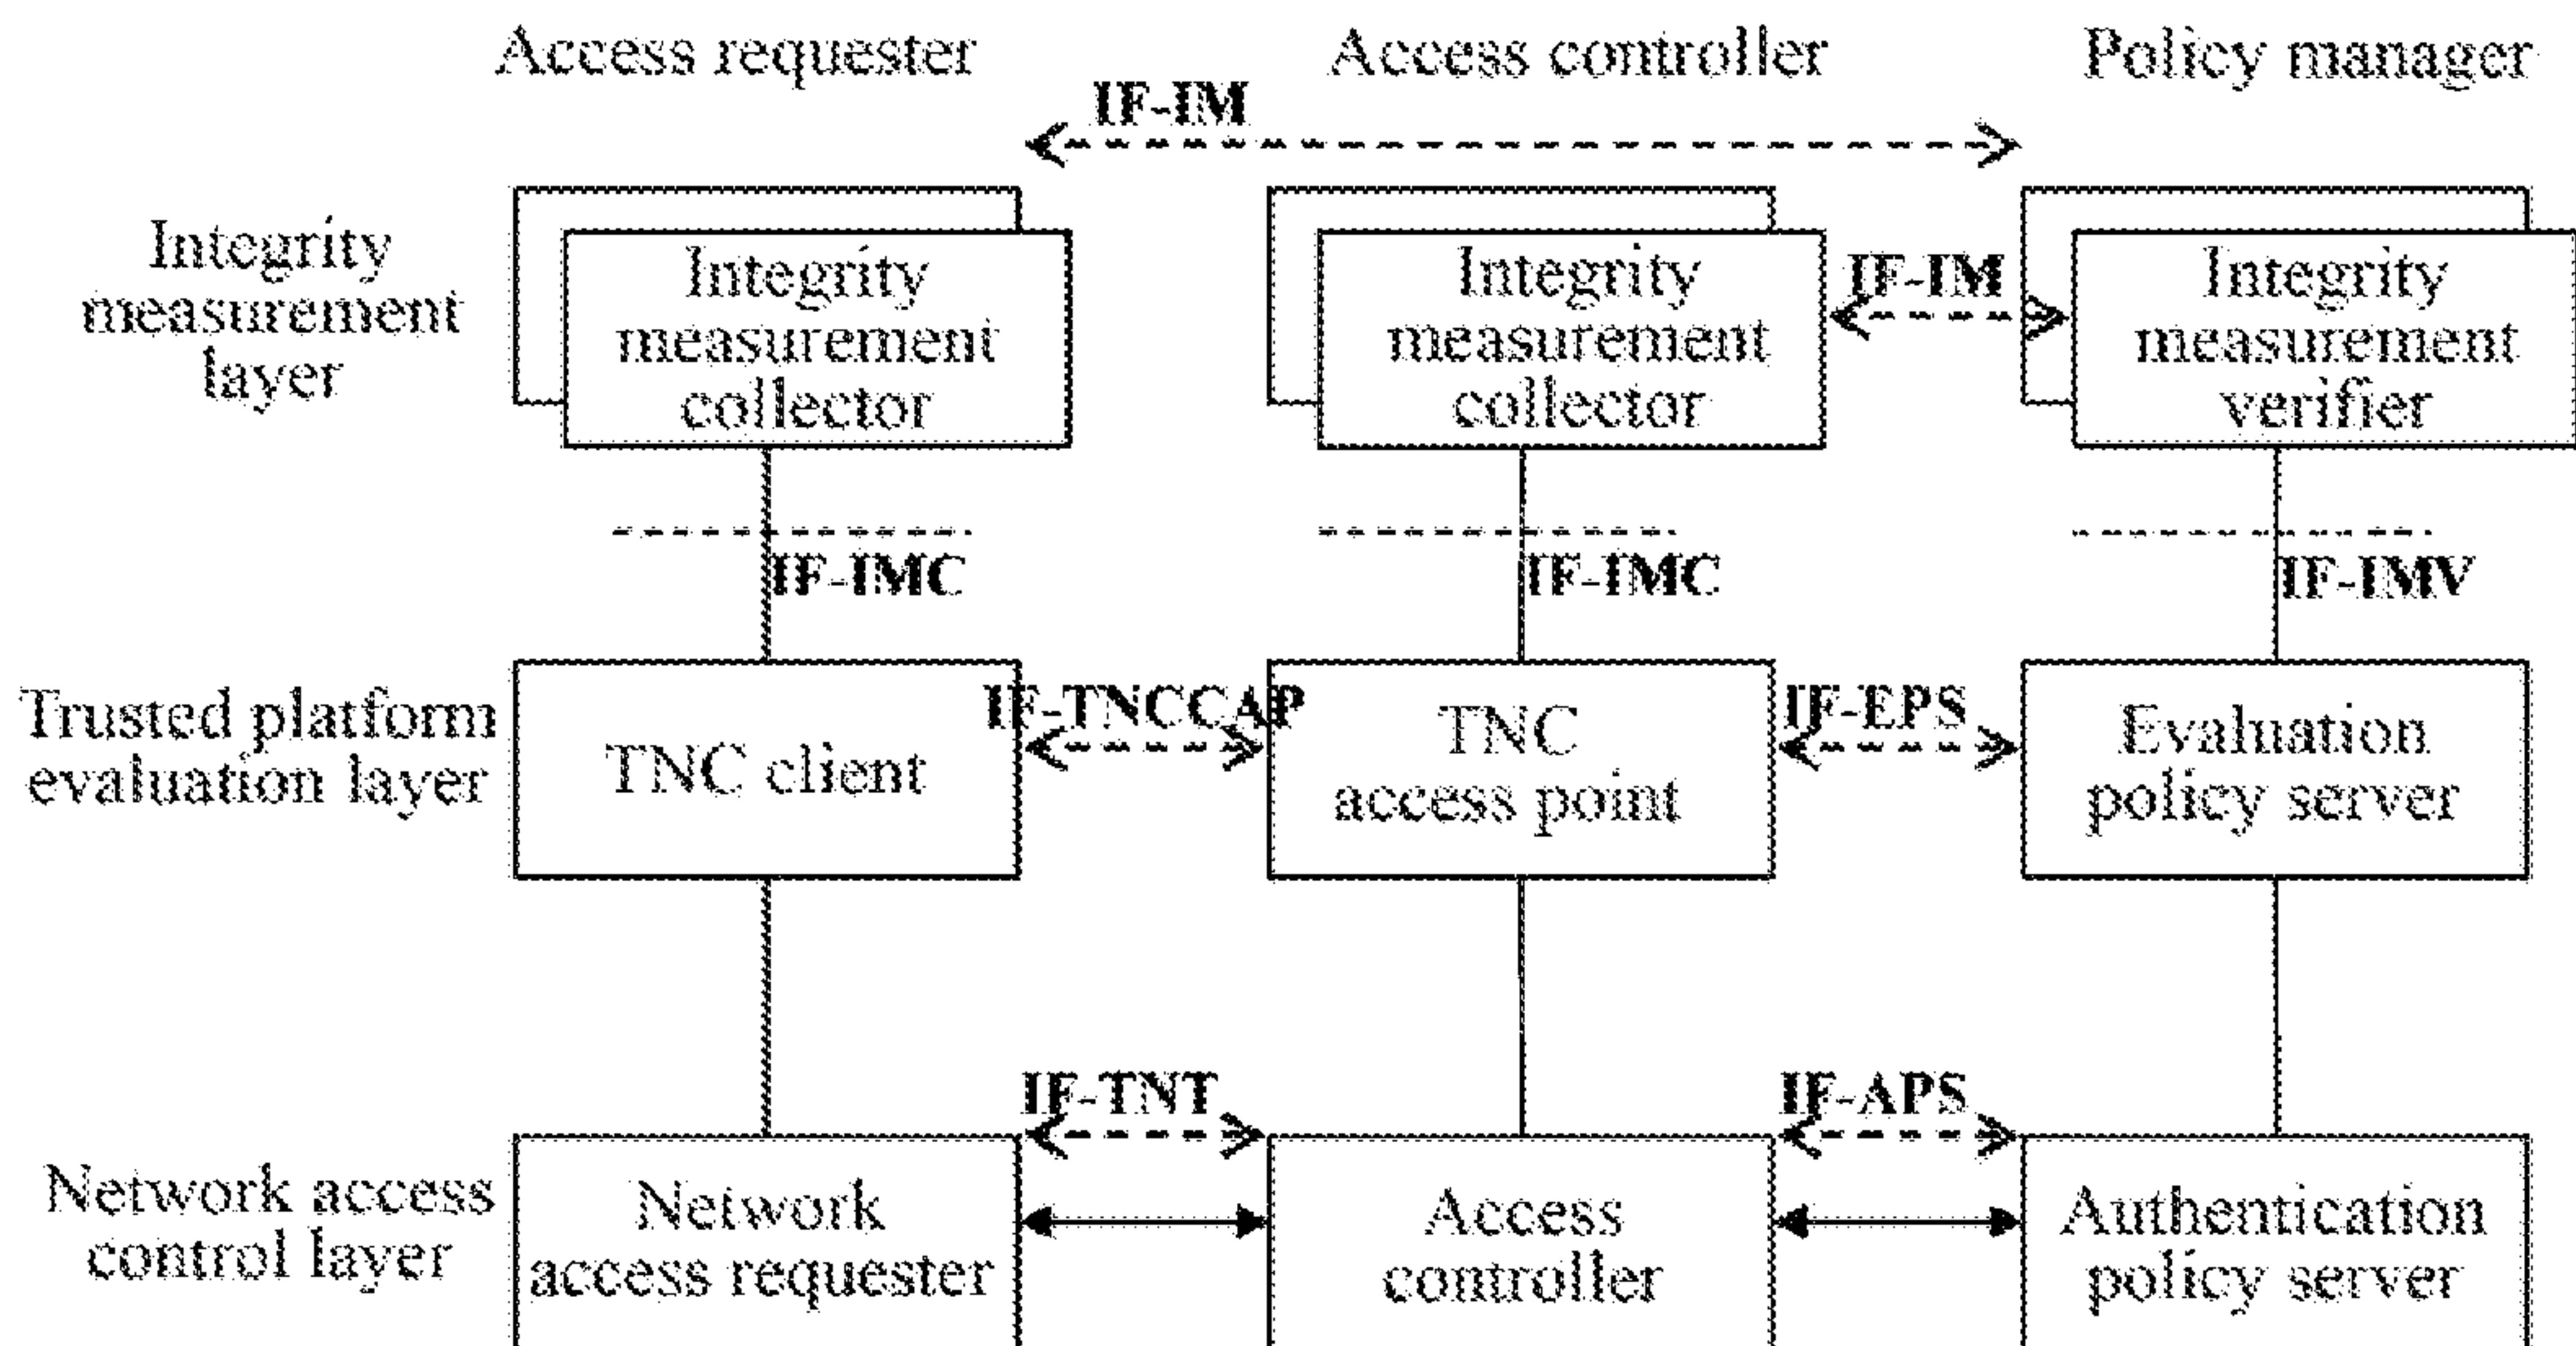 Access requester
Access controller
Policy manager
IF-IM
Integrity
measurement
layer
Integrity
measurement
collector
Integrity
measurement
collector
IF-IM
Integrity
measurement
verifier
IF-IMC
IF-IMC
IF-IMV
Trusted platform
evaluation layer
TNC client
IF-TNCCAP
TNC
access point
IF-EPS
Evaluation
policy server
IF-TNT
IF-APS
Network access
control layer
Network
access requester
Access
controller
Authentication
policy server